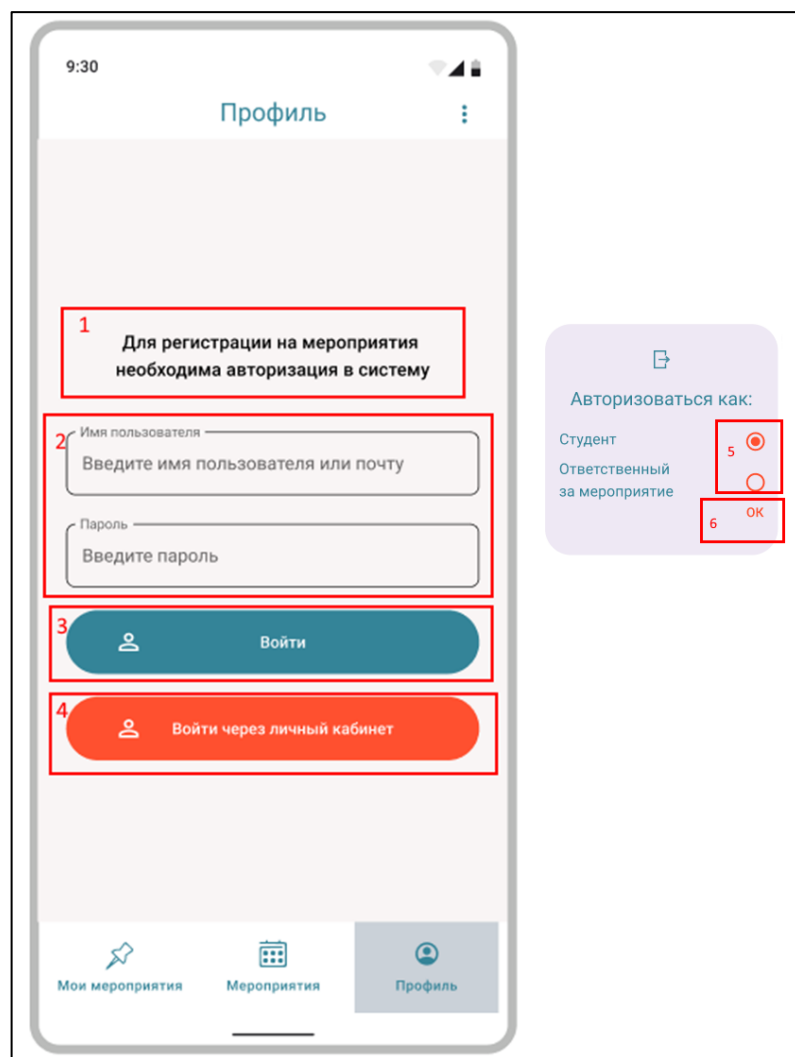 9:30
Профиль
1
Для регистрации на мероприятия
необходима авторизация в систему
2
Имя пользователя
Введите имя пользователя или почту
Пароль
Введите пароль
3
Войти
4
Войти через личный кабинет
Мои мероприятия
Мероприятия
Профиль
Авторизоваться как:
Студент
5
Ответственный
за мероприятие
6
ОК